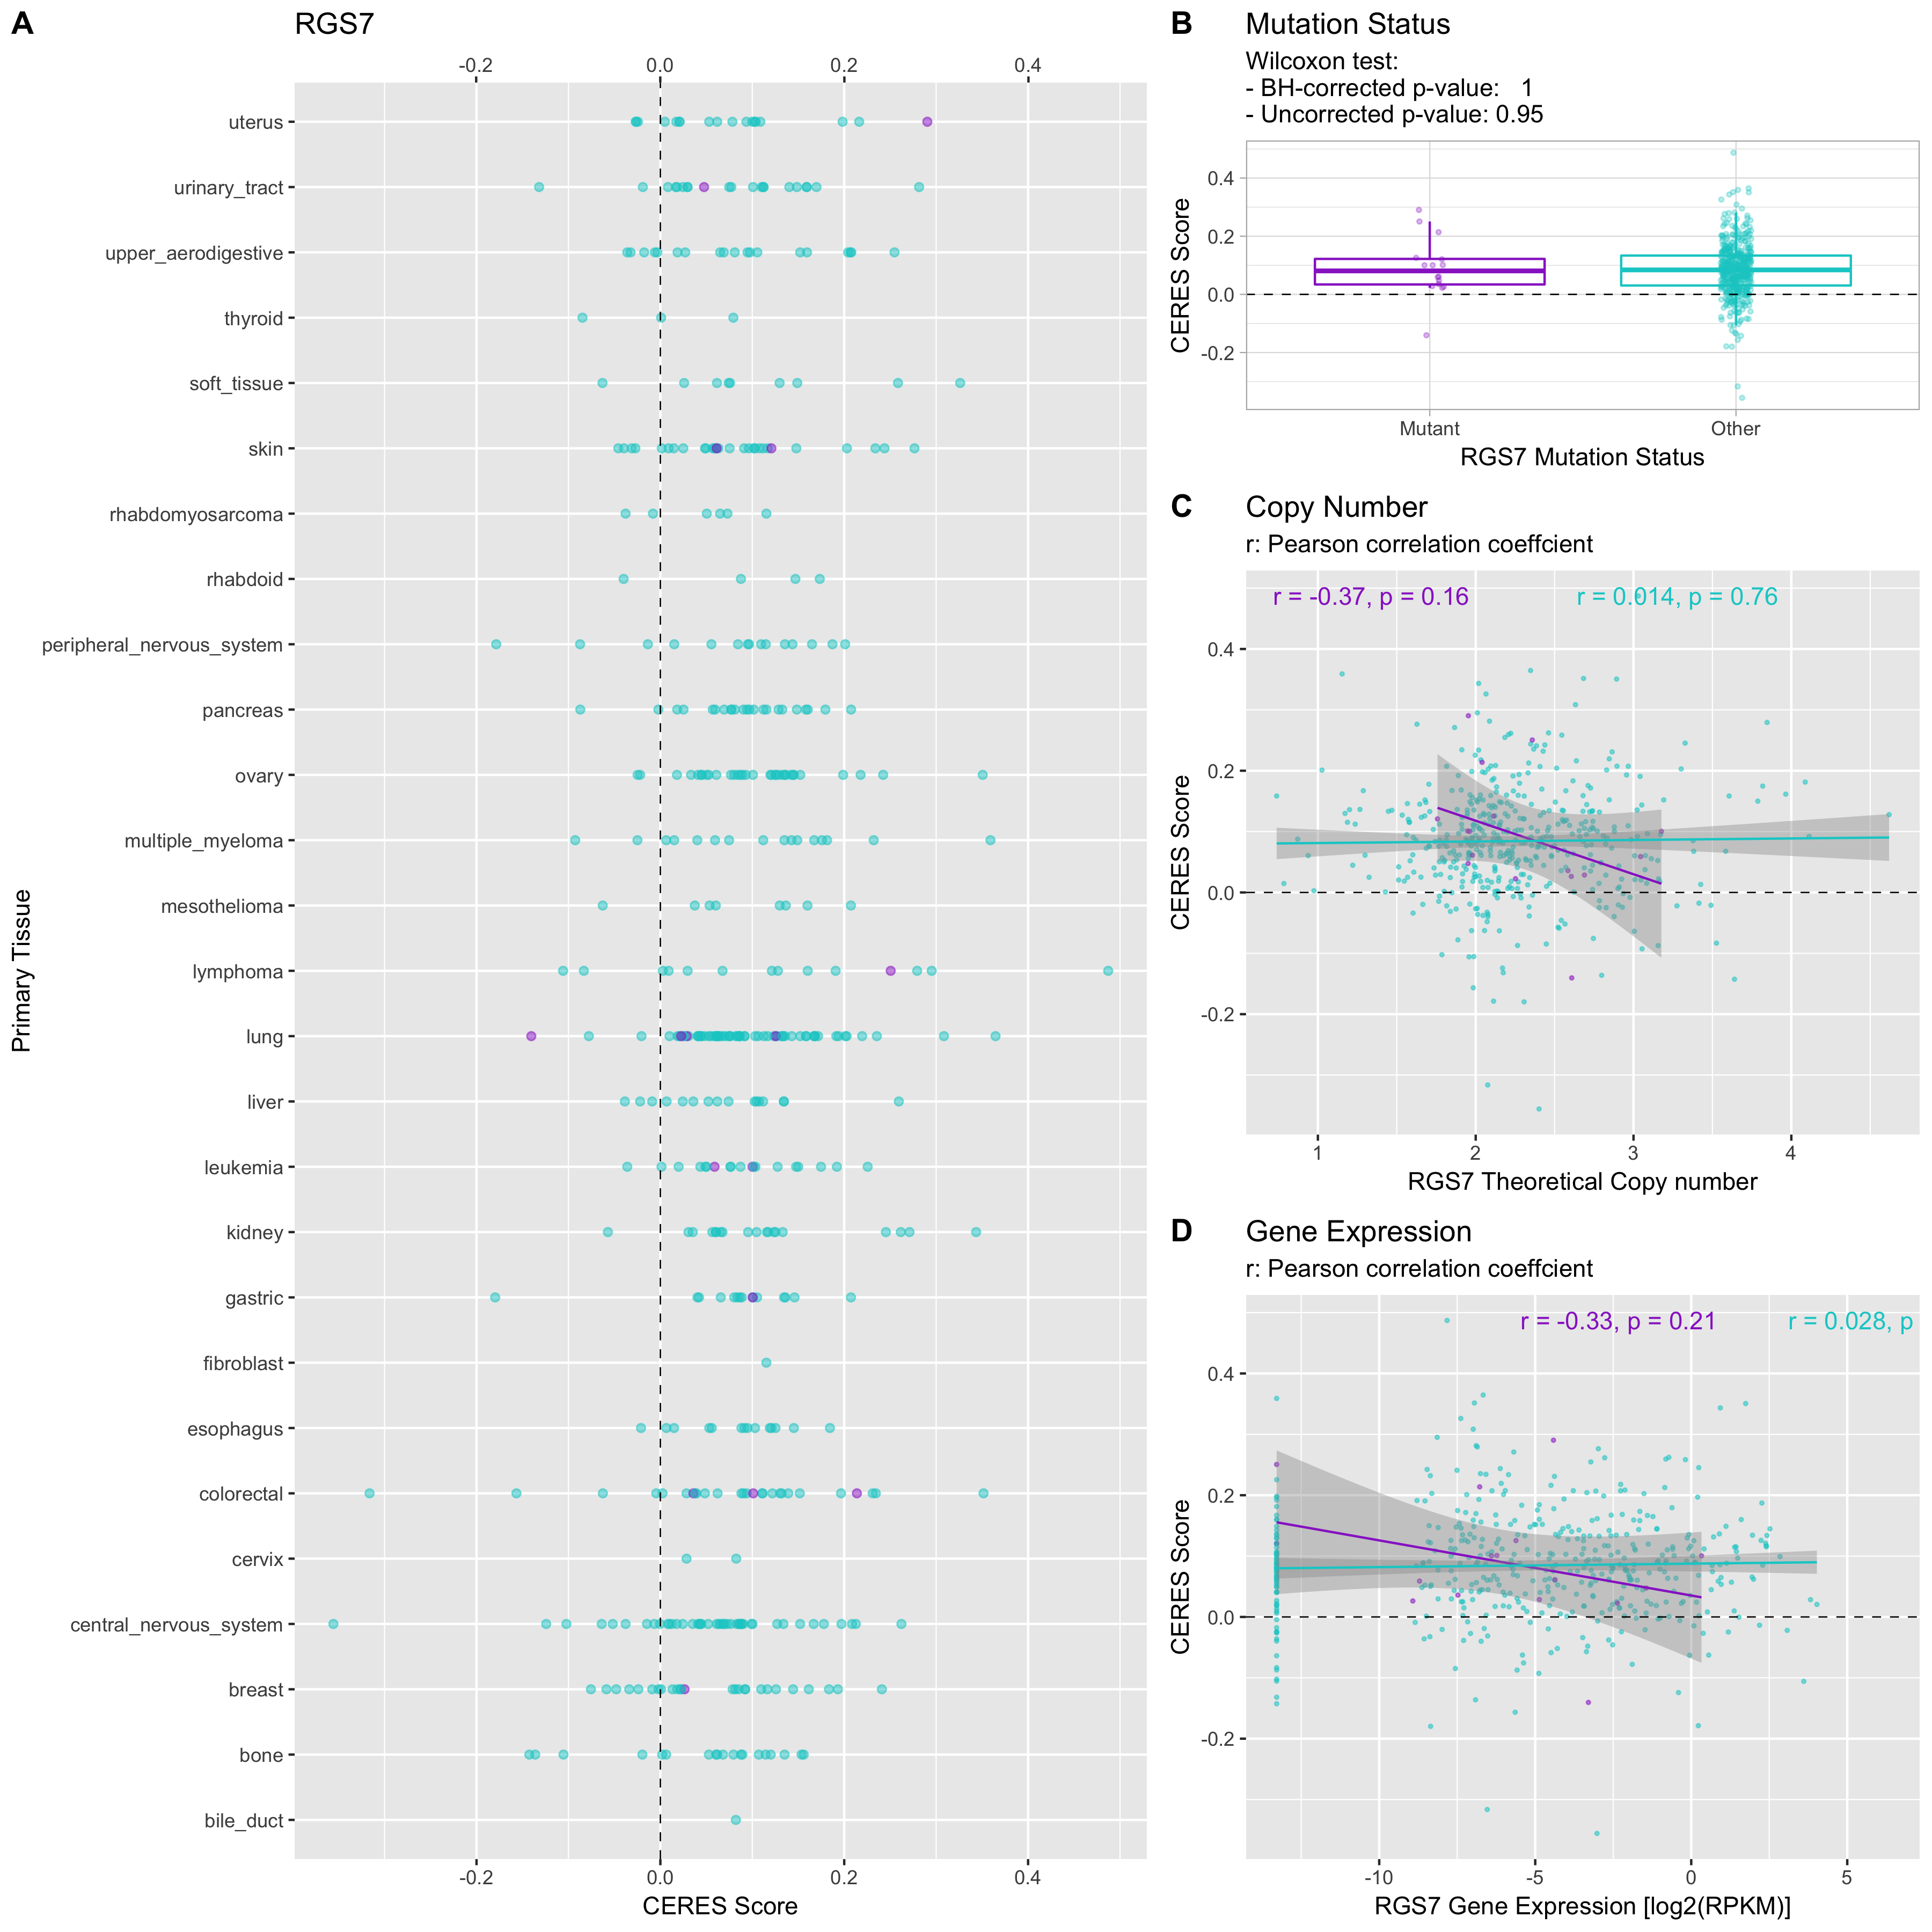 A
RGS7
-0.2 0.0 0.2 0.4
uterus
urinary_tract
upper_aerodigestive
thyroid
soft_tissue
skin
rhabdomyosarcoma
rhabdoid
peripheral_nervous_system
pancreas
ovary
multiple_myeloma
mesothelioma
lymphoma
lung
liver
leukemia
kidney
gastric
fibroblast
esophagus
colorectal
cervix
central_nervous_system
breast
bone
bile_duct
Primary Tissue
-0.2 0.0 0.2 0.4
CERES Score
B
Mutation Status
Wilcoxon test:
- BH-corrected p-value: 1
- Uncorrected p-value: 0.95
0.4
0.2
0.0
-0.2
CERES Score
Mutant Other
RGS7 Mutation Status
C
Copy Number
r: Pearson correlation coeffcient
r = -0.37, p = 0.16 r = 0.014, p = 0.76
0.4
0.2
0.0
-0.2
CERES Score
1 2 3 4
RGS7 Theoretical Copy number
D
Gene Expression
r: Pearson correlation coeffcient
r = -0.33, p = 0.21 r = 0.028, p
0.4
0.2
0.0
-0.2
CERES Score
-10 -5 0 5
RGS7 Gene Expression [log2(RPKM)]